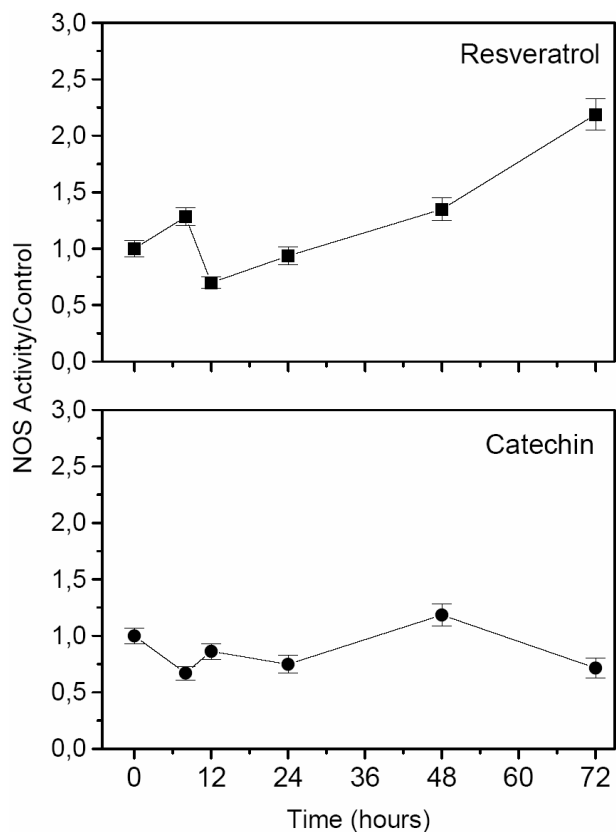 3,0
Resveratrol
2,5
2,0
1,5
1,0
0,5
0,0
NOS Activity/Control
3,0
Catechin
2,5
2,0
1,5
1,0
0,5
0,0
0 12 24 36 48 60 72
Time (hours)